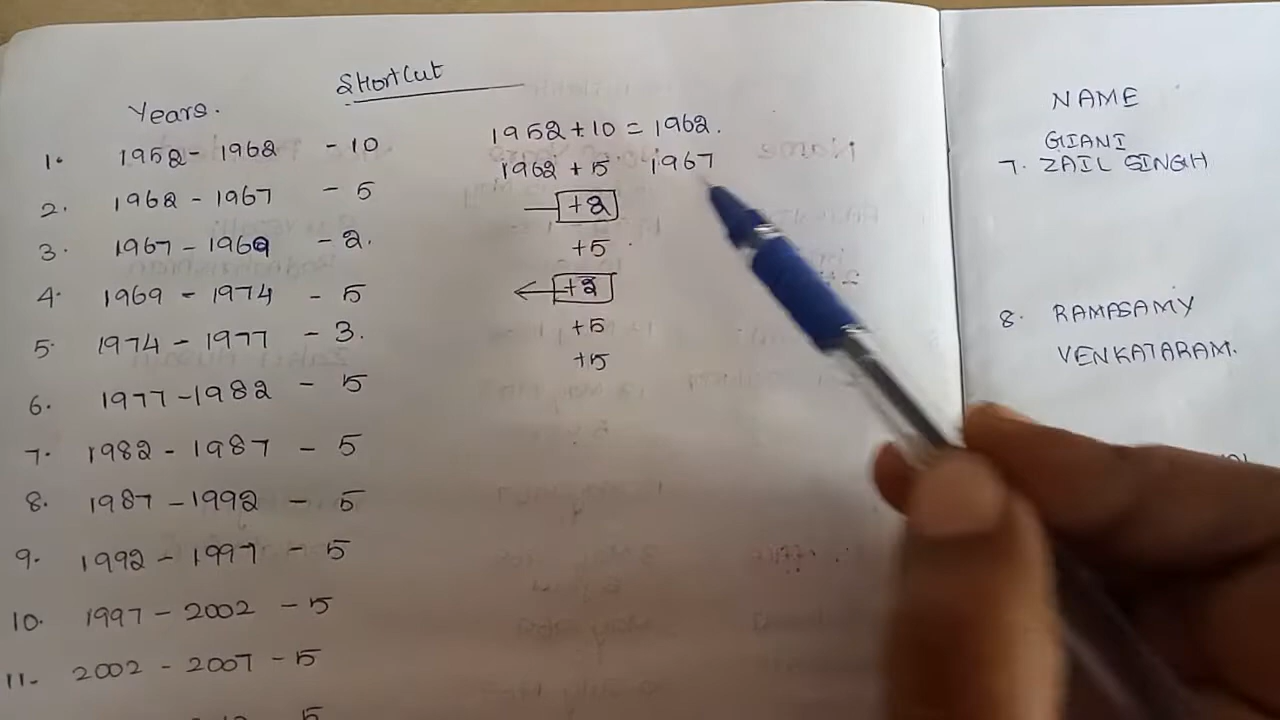 Shortcut
Years.
1. 1952 - 1962 - 10
2. 1962 - 1967 - 5
3. 1967 - 1969 - 2.
4. 1969 - 1974 - 5
5. 1974 - 1977 - 3.
6. 1977 - 1982 - 5
7. 1982 - 1987 - 5
8. 1987 - 1992 - 5
9. 1992 - 1997 - 5
10. 1997 - 2002 - 5
11. 2002 - 2007 - 5
5
1952 + 10 = 1962.
1962 + 5 1967
+2
+5
+5
+5
NAME
GIANI
7. ZAIL SINGH
8. RAMASAMY
VENKATARAM.